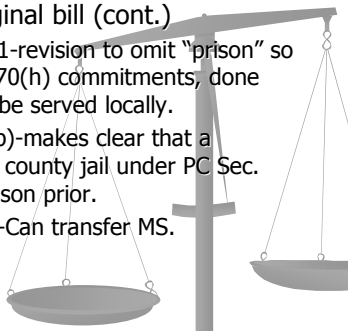 ginal bill (cont.)
1-revision to omit “prison” so
70(h) commitments, done
be served locally.
)-makes clear that a
county jail under PC Sec.
son prior.
-Can transfer MS.